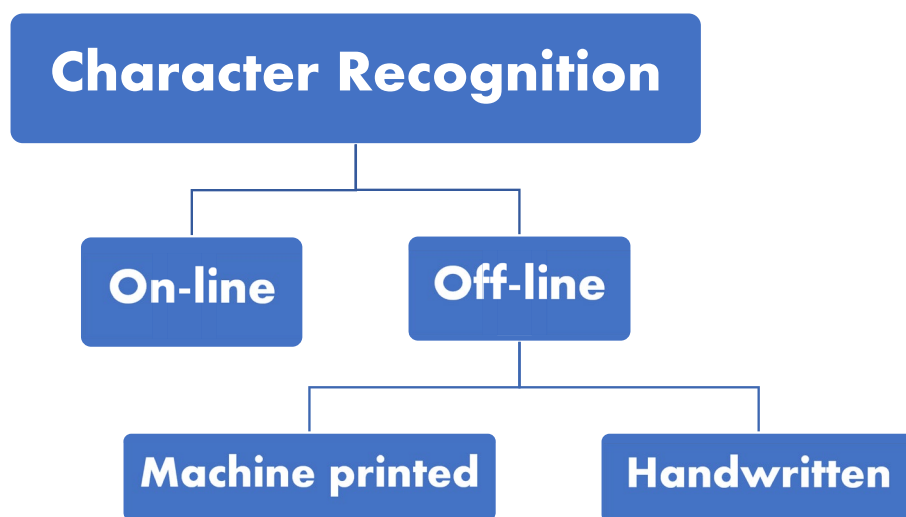 Character Recognition
On-line
Off-line
Machine printed
Handwritten